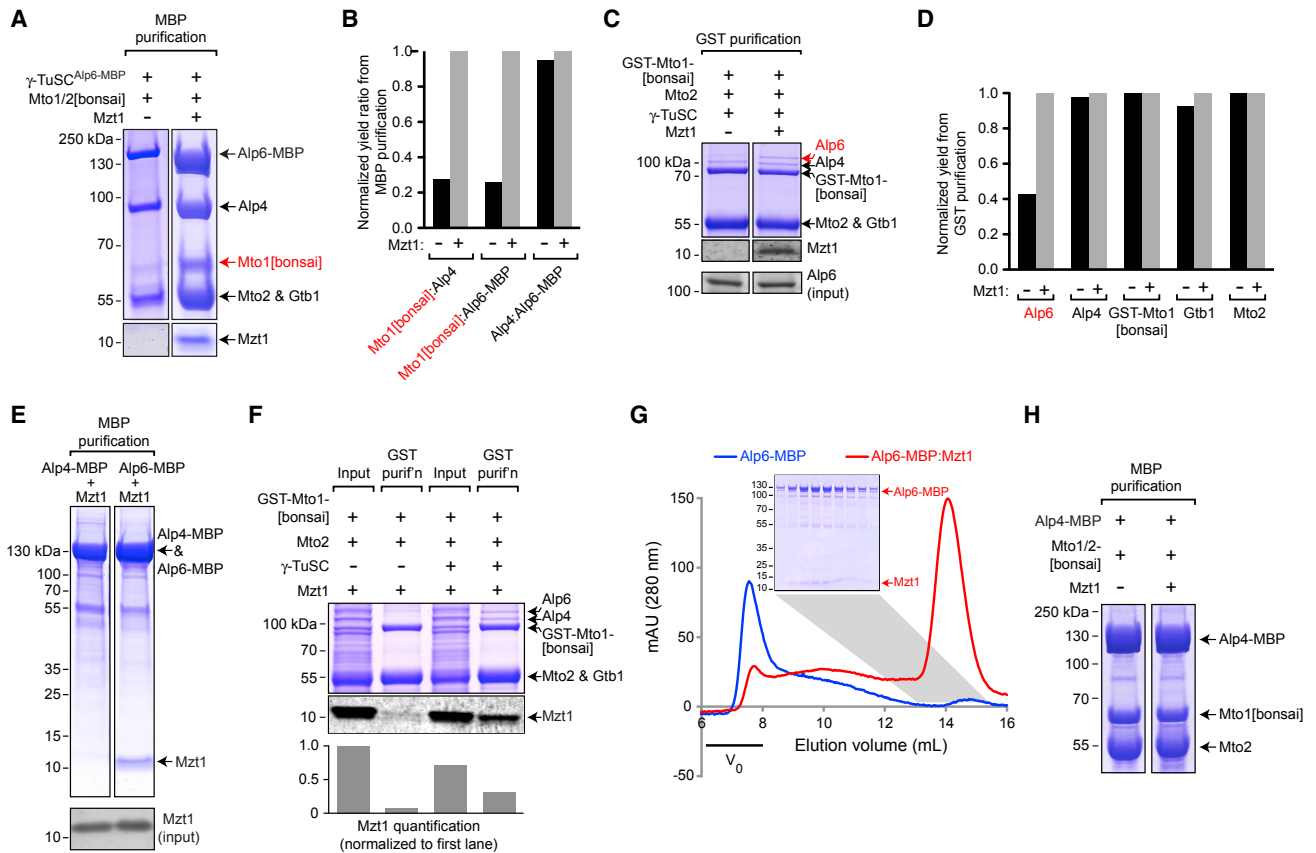 A
MBP
purification
γ-TuSC^Alp6-MBP + +
Mto1/2[bonsai] + +
Mzt1 - +
250 kDa
130
100
70
55
10
Alp6-MBP
Alp4
Mto1[bonsai]
Mto2 & Gtb1
Mzt1
B
Normalized yield ratio from
MBP purification
1.0
0.8
0.6
0.4
0.2
0
Mzt1: - + - + - +
Mto1[bonsai]:Alp4
Mto1[bonsai]:Alp6-MBP
Alp4:Alp6-MBP
C
GST purification
GST-Mto1-
[bonsai] + +
Mto2 + +
γ-TuSC + +
Mzt1 - +
100 kDa
70
55
10
100
Alp6
Alp4
GST-Mto1-
[bonsai]
Mto2 & Gtb1
Mzt1
Alp6
(input)
D
Normalized yield from
GST purification
1.0
0.8
0.6
0.4
0.2
0.0
Mzt1: - + - + - + - + - +
Alp6
Alp4
GST-Mto1
[bonsai]
Gtb1
Mto2
E
MBP
purification
Alp4-MBP
+
Mzt1
Alp6-MBP
+
Mzt1
130 kDa
100
70
55
35
25
15
10
10
Alp4-MBP
&
Alp6-MBP
Mzt1
Mzt1
(input)
F
Input
GST
purif'n
Input
GST
purif'n
GST-Mto1-
[bonsai] + + + +
Mto2 + + + +
γ-TuSC - - + +
Mzt1 + + + +
100 kDa
70
55
10
Alp6
Alp4
GST-Mto1-
[bonsai]
Mto2 & Gtb1
Mzt1
1.0
0.5
0
Mzt1 quantification
(normalized to first lane)
G
Alp6-MBP
Alp6-MBP:Mzt1
mAU (280 nm)
150
100
50
0
-50
130
100
70
55
35
25
15
10
Alp6-MBP
Mzt1
6 8 10 12 14 16
Elution volume (mL)
V0
H
MBP
purification
Alp4-MBP + +
Mto1/2-
[bonsai] + +
Mzt1 - +
250 kDa
130
100
70
55
Alp4-MBP
Mto1[bonsai]
Mto2